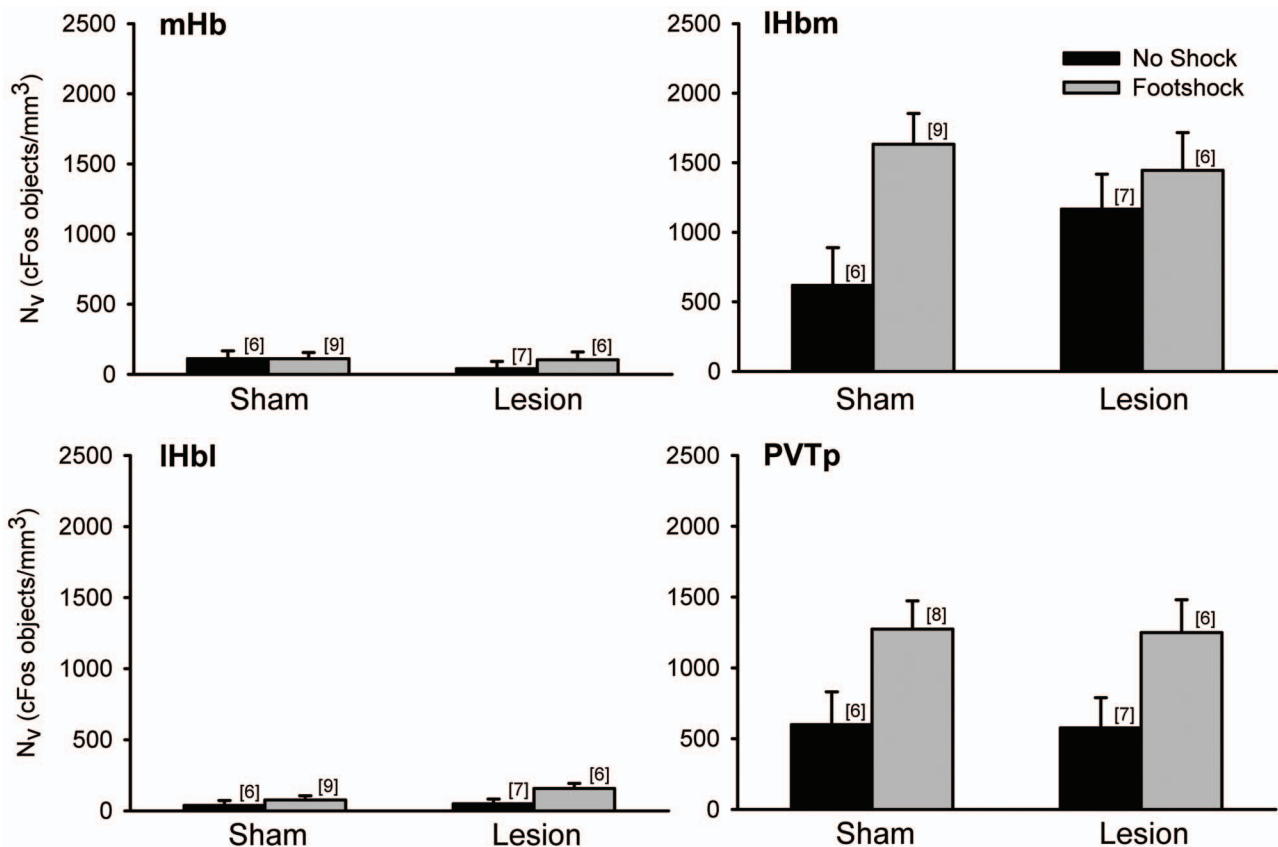 mHb
2500
2000
1500
1000
500
0
Nv (cFos objects/mm3)
[6]
[9]
[7]
[6]
Sham
Lesion
lHbm
No Shock
Footshock
2500
2000
1500
1000
500
0
[6]
[9]
[7]
[6]
Sham
Lesion
lHbl
2500
2000
1500
1000
500
0
Nv (cFos objects/mm3)
[6]
[9]
[7]
[6]
Sham
Lesion
PVTp
2500
2000
1500
1000
500
0
[6]
[8]
[7]
[6]
Sham
Lesion